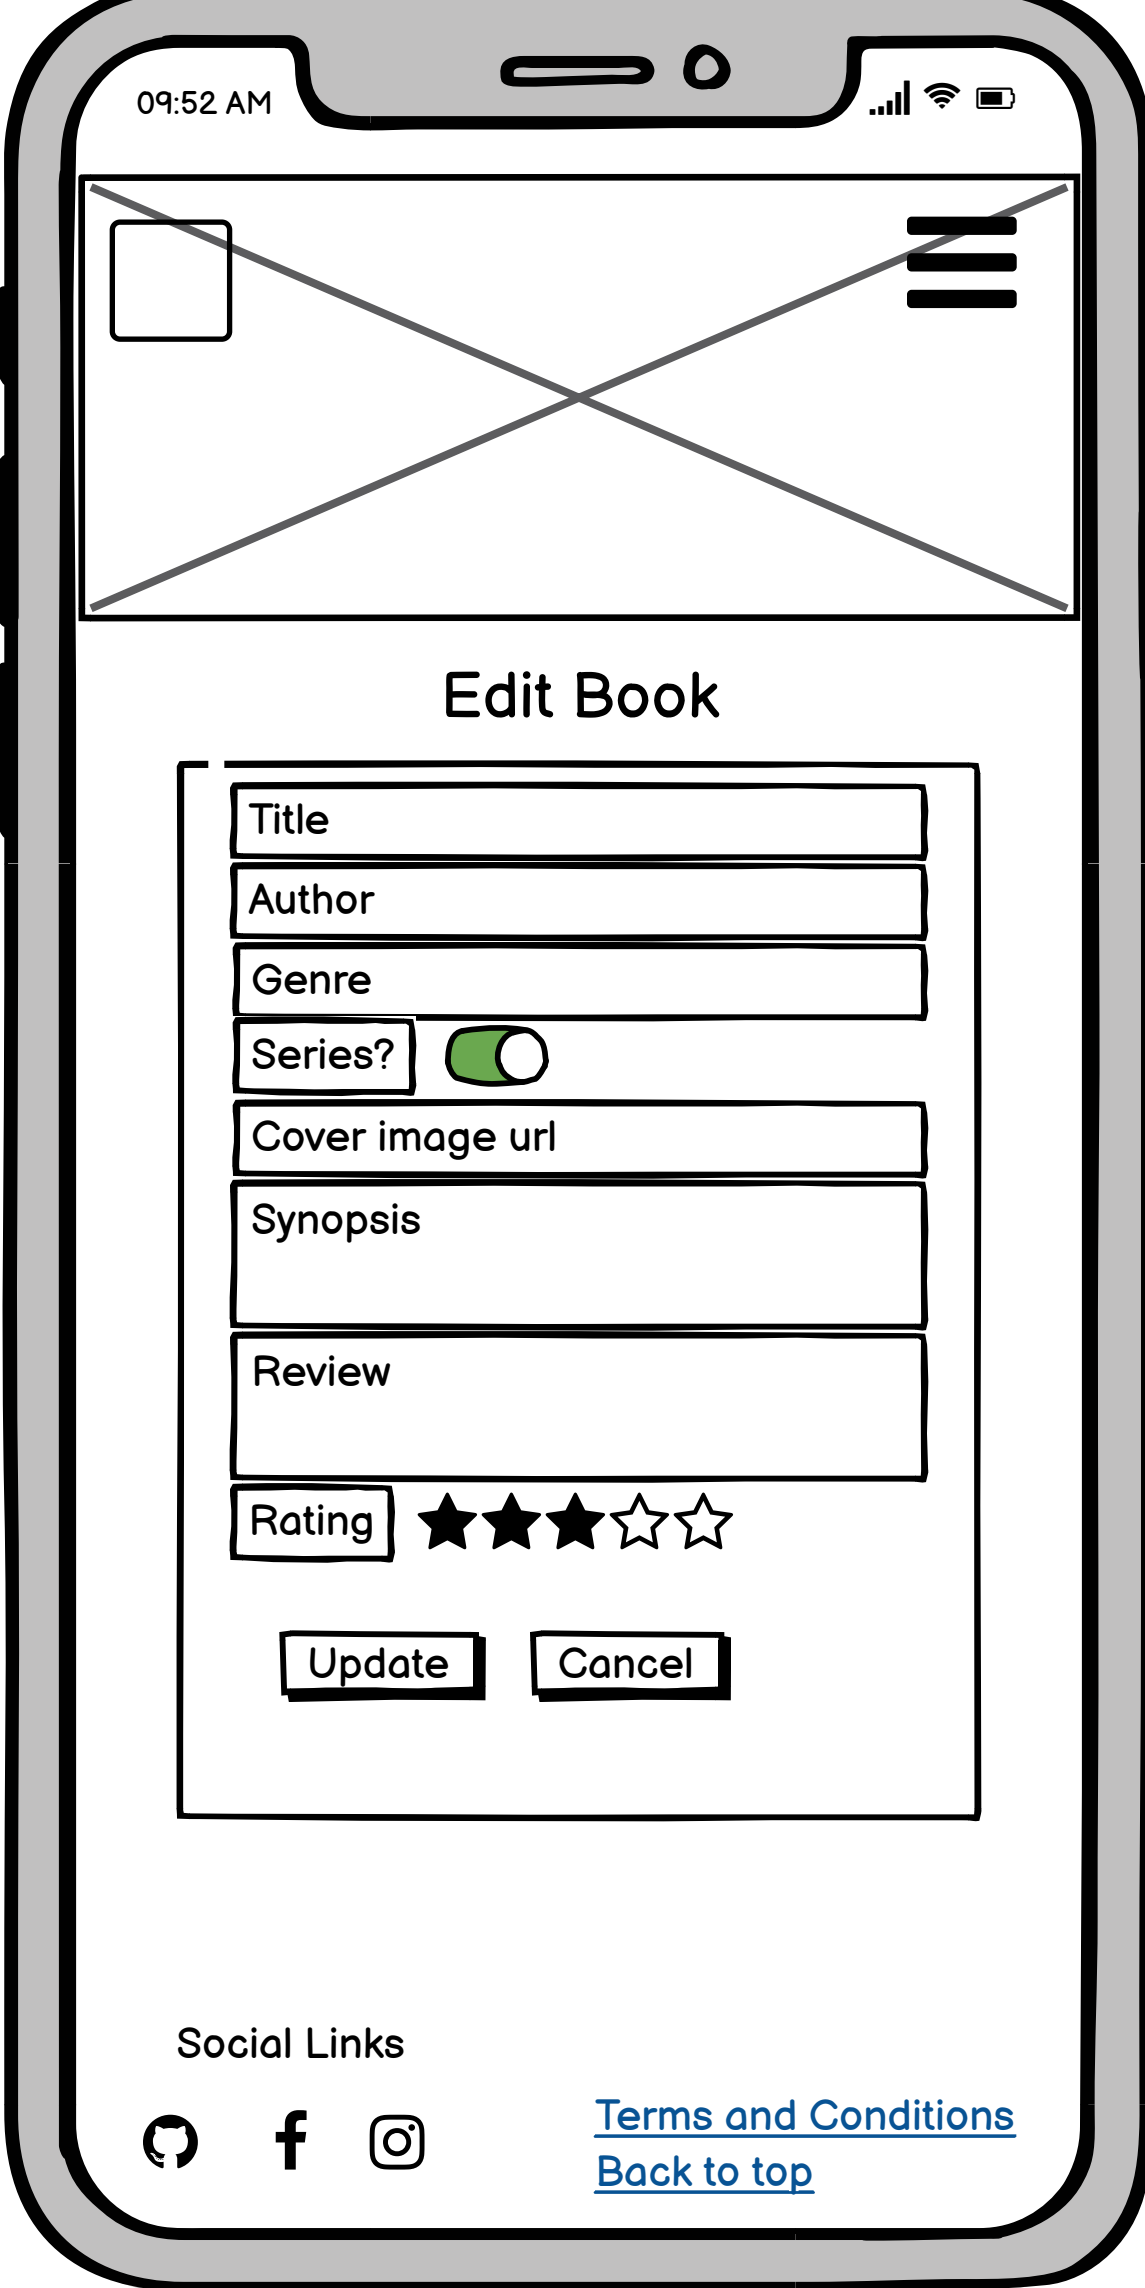 09:52 AM
Edit Book
Title
Author
Genre
Series?
Cover image url
Synopsis
Review
Rating
Update Cancel
Social Links
Terms and Conditions
Back to top